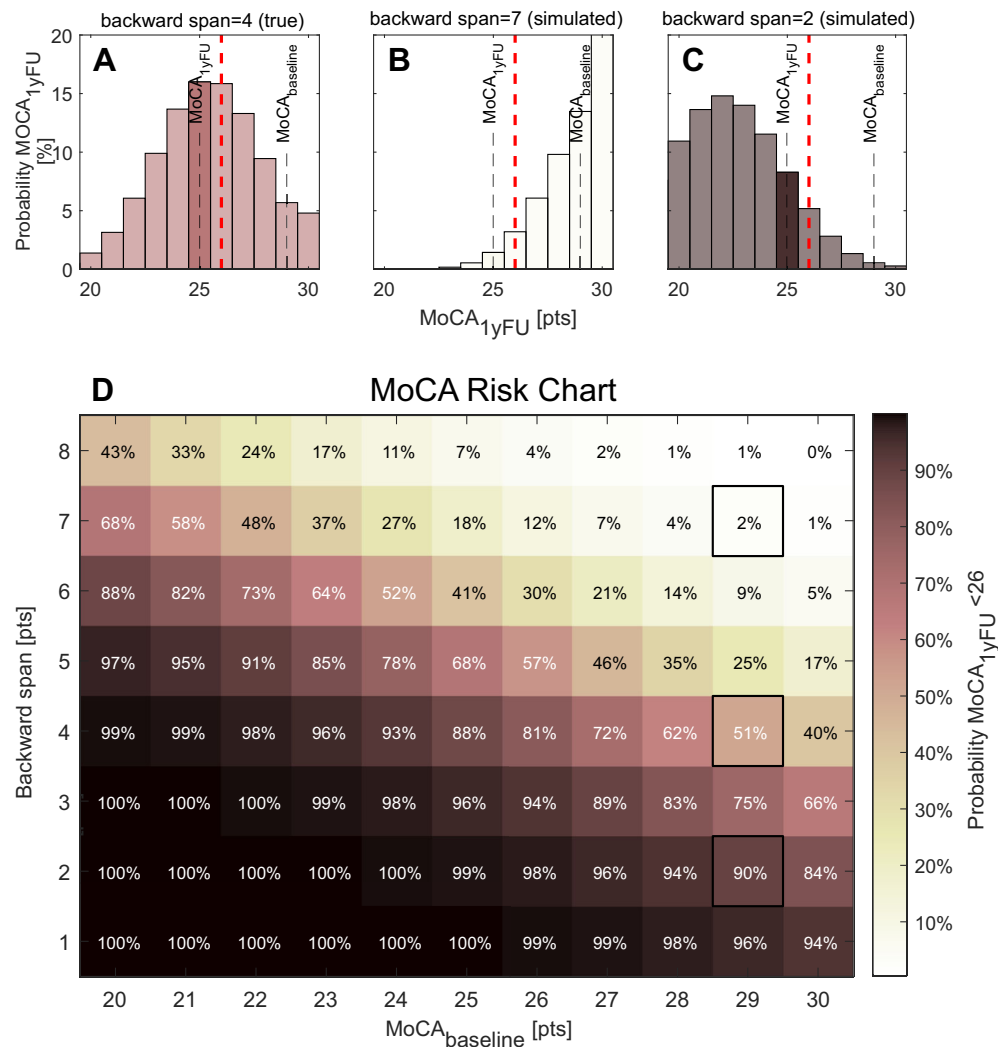 backward span=4 (true)
backward span=7 (simulated)
backward span=2 (simulated)
A
B
C
MoCA1yFU
MoCAbaseline
MoCA1yFU
MoCAbaseline
MoCA1yFU
MoCAbaseline
Probability MOCA1yFU
[%]
20
15
10
5
0
20 25 30
20 25 30
20 25 30
MoCA1yFU [pts]
D
MoCA Risk Chart
Backward span [pts]
8 43% 33% 24% 17% 11% 7% 4% 2% 1% 1% 0%
7 68% 58% 48% 37% 27% 18% 12% 7% 4% 2% 1%
6 88% 82% 73% 64% 52% 41% 30% 21% 14% 9% 5%
5 97% 95% 91% 85% 78% 68% 57% 46% 35% 25% 17%
4 99% 99% 98% 96% 93% 88% 81% 72% 62% 51% 40%
3 100% 100% 100% 99% 98% 96% 94% 89% 83% 75% 66%
2 100% 100% 100% 100% 100% 99% 98% 96% 94% 90% 84%
1 100% 100% 100% 100% 100% 100% 99% 99% 98% 96% 94%
20 21 22 23 24 25 26 27 28 29 30
MoCAbaseline [pts]
90%
80%
70%
60%
50%
40%
30%
20%
10%
Probability MoCA1yFU <26